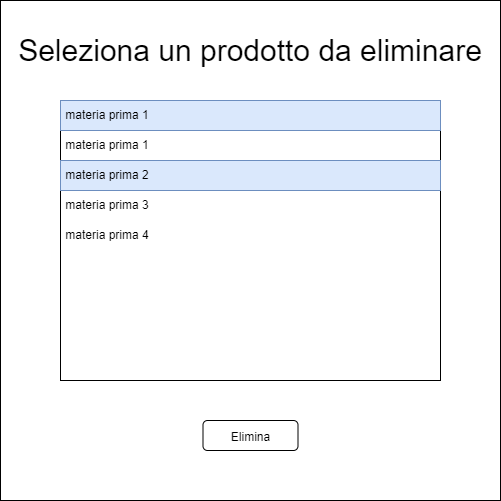 Seleziona un prodotto da eliminare
materia prima 1
materia prima 1
materia prima 2
materia prima 3
materia prima 4
Elimina